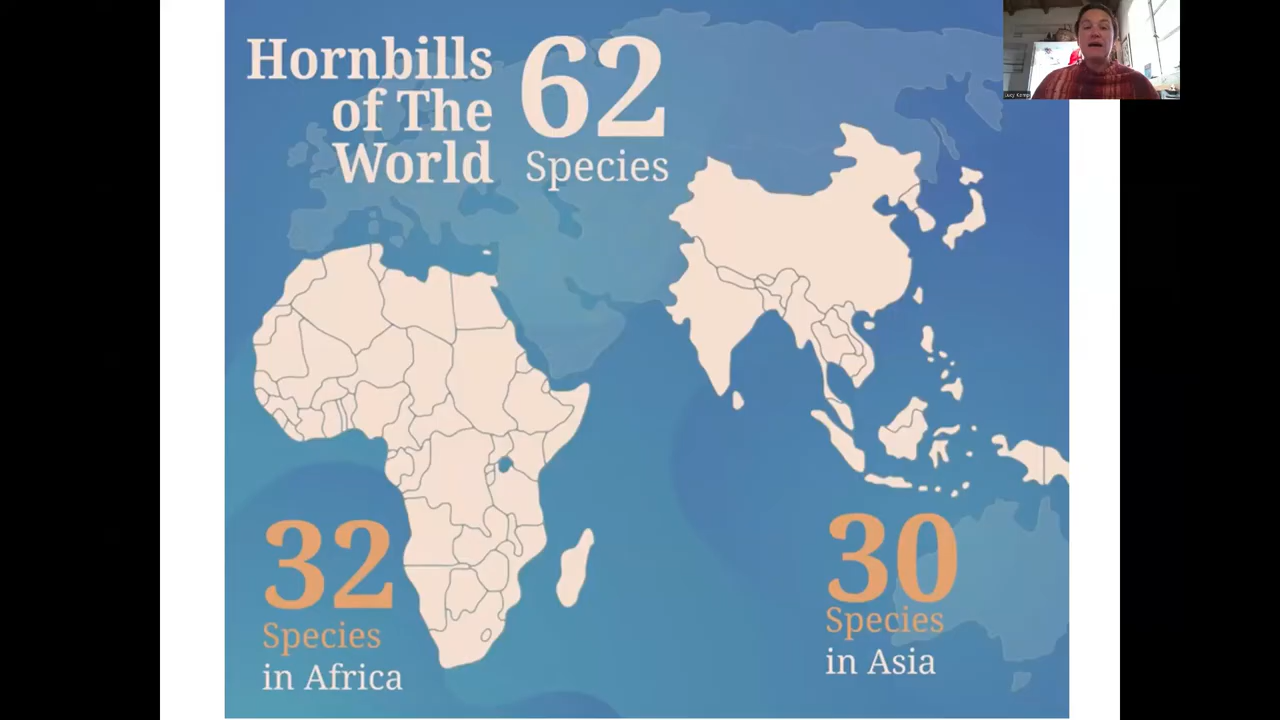 Hornbills
of The
World
62
Species
32
Species
in Africa
30
Species
in Asia